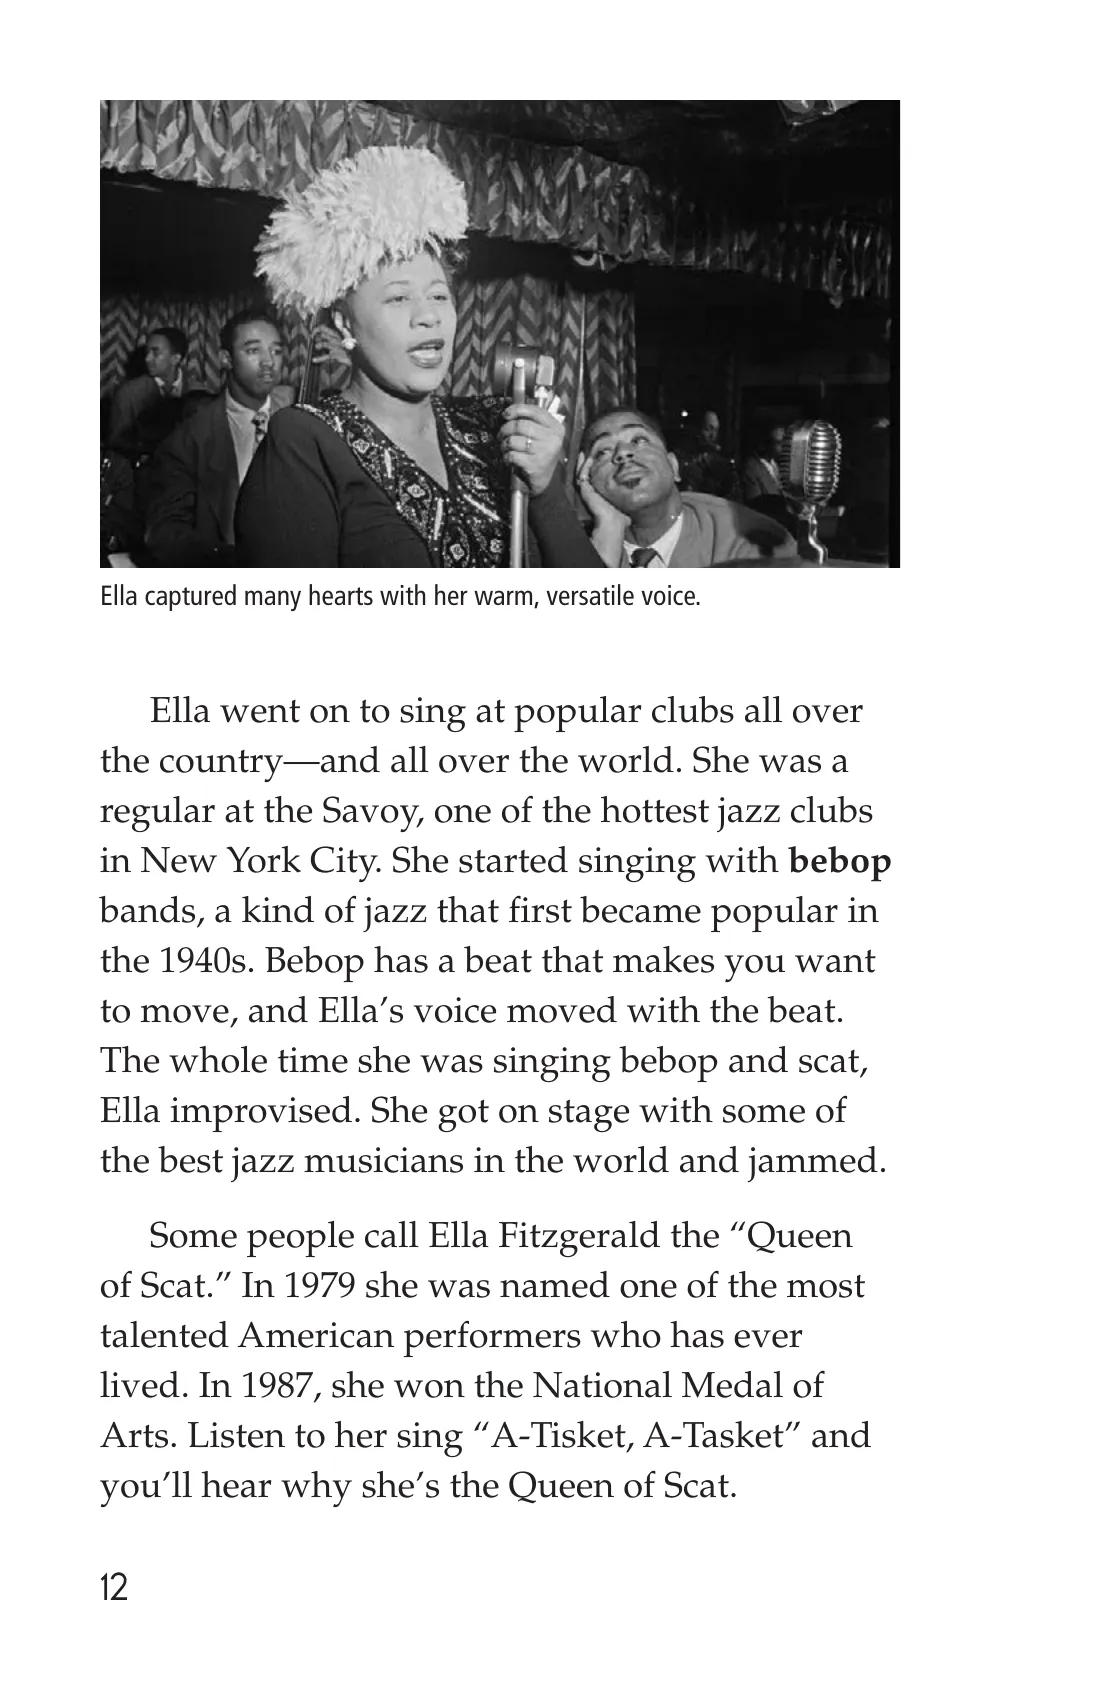 Ella captured many hearts with her warm, versatile voice.
Ella went on to sing at popular clubs all over
the country—and all over the world. She was a
regular at the Savoy, one of the hottest jazz clubs
in New York City. She started singing with bebop
bands, a kind of jazz that first became popular in
the 1940s. Bebop has a beat that makes you want
to move, and Ella’s voice moved with the beat.
The whole time she was singing bebop and scat,
Ella improvised. She got on stage with some of
the best jazz musicians in the world and jammed.
Some people call Ella Fitzgerald the “Queen
of Scat.” In 1979 she was named one of the most
talented American performers who has ever
lived. In 1987, she won the National Medal of
Arts. Listen to her sing “A-Tisket, A-Tasket” and
you’ll hear why she’s the Queen of Scat.
12